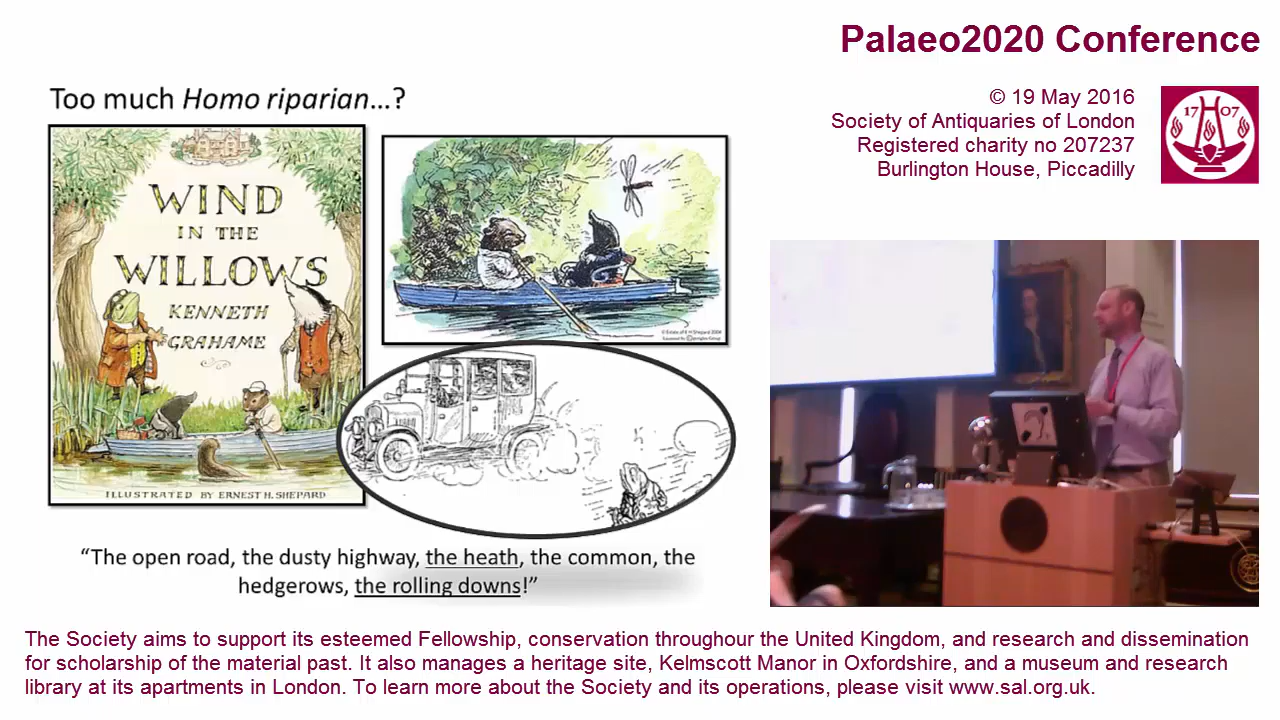 Palaeo2020 Conference
© 19 May 2016
Society of Antiquaries of London
Registered charity no 207237
Burlington House, Piccadilly
1707
Too much Homo riparian...?
WIND
IN THE
WILLOWS
KENNETH
GRAHAME
ILLUSTRATED BY ERNEST H. SHEPARD
“The open road, the dusty highway, the heath, the common, the
hedgerows, the rolling downs!”
The Society aims to support its esteemed Fellowship, conservation throughour the United Kingdom, and research and dissemination
for scholarship of the material past. It also manages a heritage site, Kelmscott Manor in Oxfordshire, and a museum and research
library at its apartments in London. To learn more about the Society and its operations, please visit www.sal.org.uk.